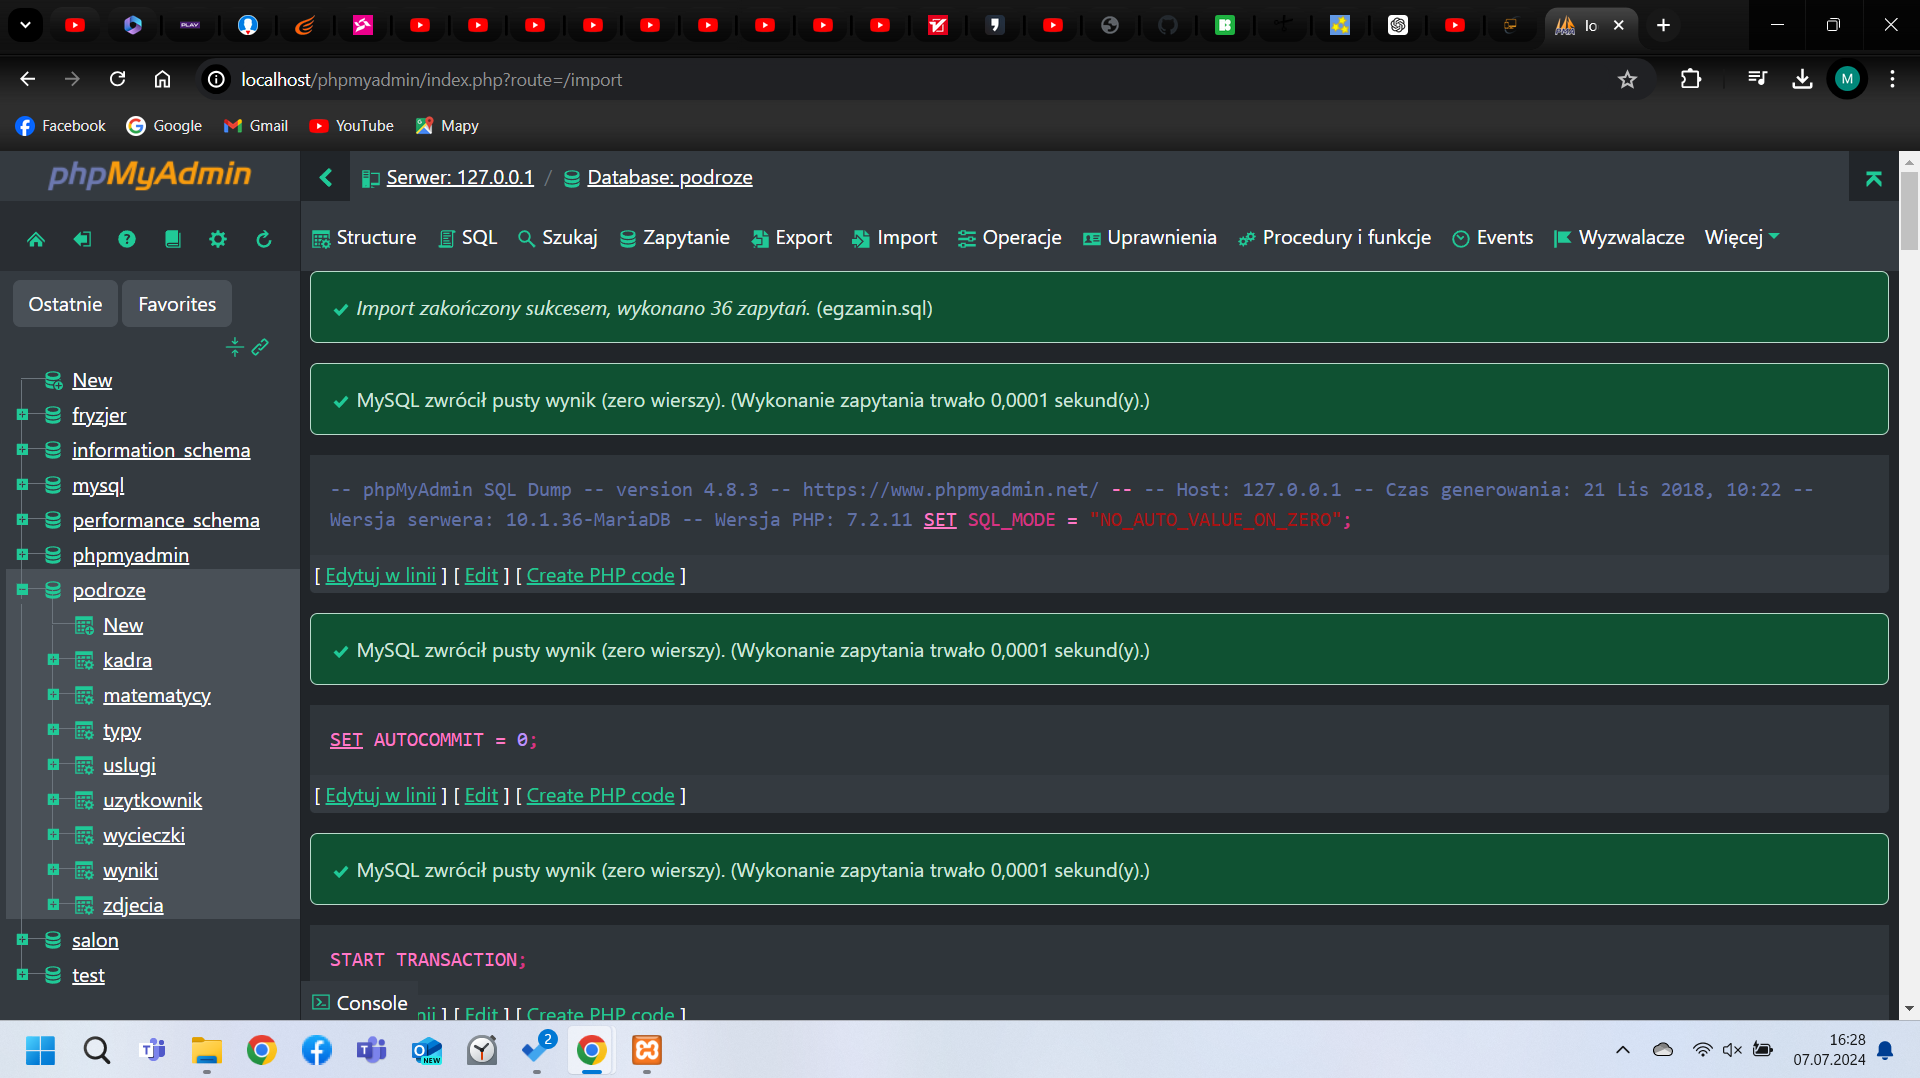 PLAY
lo
localhost/phpmyadmin/index.php?route=/import
M
Facebook
Google
Gmail
YouTube
Mapy
phpMyAdmin
Serwer: 127.0.0.1 / Database: podroze
Structure
SQL
Szukaj
Zapytanie
Export
Import
Operacje
Uprawnienia
Procedury i funkcje
Events
Wyzwalacze
Więcej
Ostatnie
Favorites
New
fryzjer
information_schema
mysql
performance_schema
phpmyadmin
podroze
New
kadra
matematycy
typy
uslugi
uzytkownik
wycieczki
wyniki
zdjecia
salon
test
Import zakończony sukcesem, wykonano 36 zapytań. (egzamin.sql)
MySQL zwrócił pusty wynik (zero wierszy). (Wykonanie zapytania trwało 0,0001 sekund(y).)
-- phpMyAdmin SQL Dump -- version 4.8.3 -- https://www.phpmyadmin.net/ -- -- Host: 127.0.0.1 -- Czas generowania: 21 Lis 2018, 10:22 --
Wersja serwera: 10.1.36-MariaDB -- Wersja PHP: 7.2.11 SET SQL_MODE = "NO_AUTO_VALUE_ON_ZERO";
[ Edytuj w linii ] [ Edit ] [ Create PHP code ]
MySQL zwrócił pusty wynik (zero wierszy). (Wykonanie zapytania trwało 0,0001 sekund(y).)
SET AUTOCOMMIT = 0;
[ Edytuj w linii ] [ Edit ] [ Create PHP code ]
MySQL zwrócił pusty wynik (zero wierszy). (Wykonanie zapytania trwało 0,0001 sekund(y).)
START TRANSACTION;
Console
nii ] [ Edit ] [ Create PHP code ]
NEW
2
16:28
07.07.2024